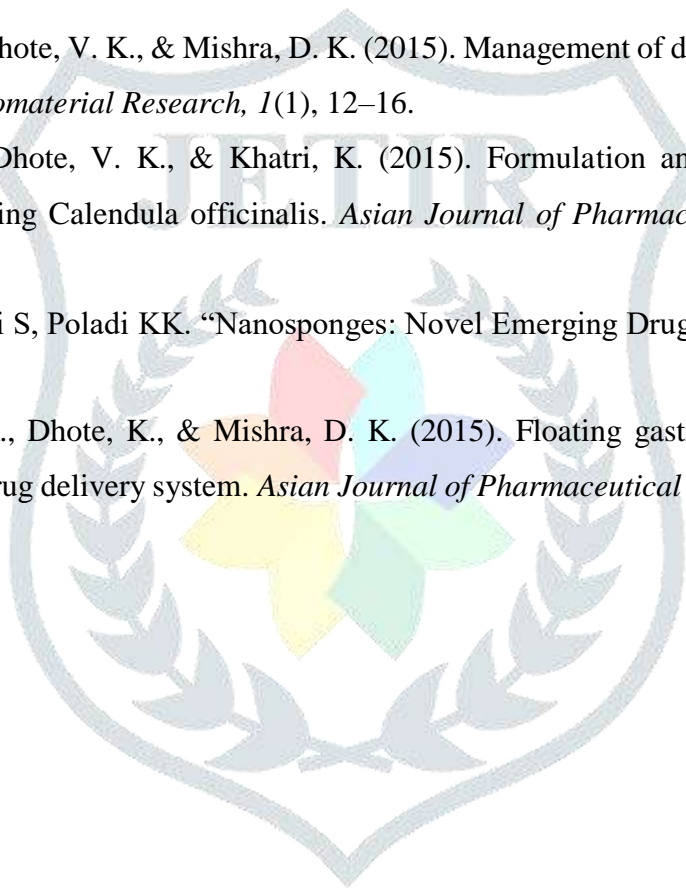 hote, V. K., & Mishra, D. K. (2015). Management of d
omaterial Research, 1(1), 12–16.
Dhote, V. K., & Khatri, K. (2015). Formulation an
ing Calendula officinalis. Asian Journal of Pharmac
i S, Poladi KK. “Nanosponges: Novel Emerging Drug
., Dhote, K., & Mishra, D. K. (2015). Floating gast
rug delivery system. Asian Journal of Pharmaceutical
JETIR